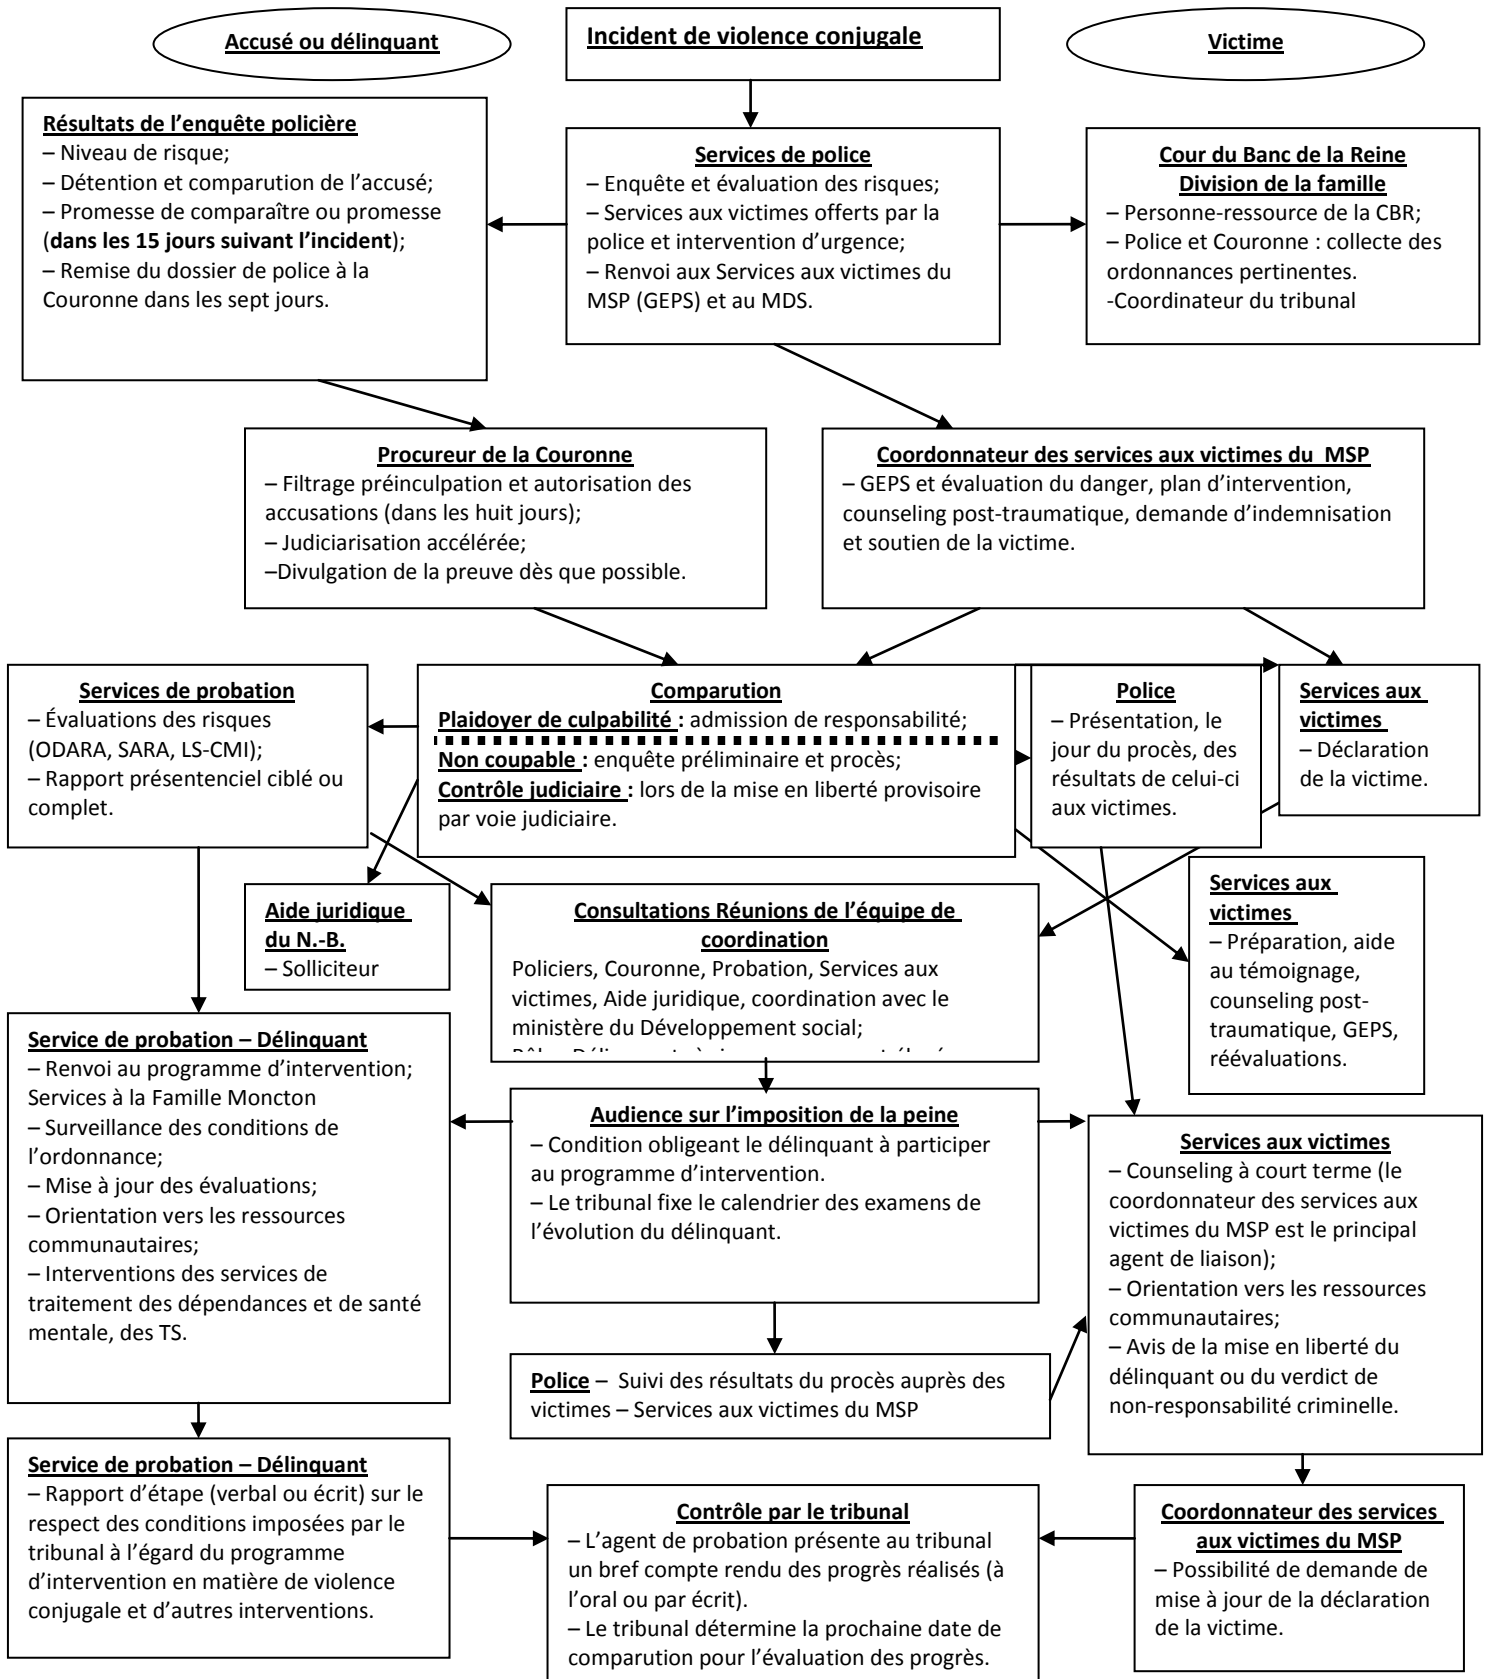 Accusé ou délinquant
Incident de violence conjugale
Victime
Résultats de l’enquête policière
– Niveau de risque;
– Détention et comparution de l’accusé;
– Promesse de comparaître ou promesse
(dans les 15 jours suivant l’incident);
– Remise du dossier de police à la
Couronne dans les sept jours.
Services de police
– Enquête et évaluation des risques;
– Services aux victimes offerts par la
police et intervention d’urgence;
– Renvoi aux Services aux victimes du
MSP (GEPS) et au MDS.
Cour du Banc de la Reine
Division de la famille
– Personne-ressource de la CBR;
– Police et Couronne : collecte des
ordonnances pertinentes.
-Coordinateur du tribunal
Procureur de la Couronne
– Filtrage préinculpation et autorisation des
accusations (dans les huit jours);
– Judiciarisation accélérée;
–Divulgation de la preuve dès que possible.
Coordonnateur des services aux victimes du MSP
– GEPS et évaluation du danger, plan d’intervention,
counseling post-traumatique, demande d’indemnisation
et soutien de la victime.
Services de probation
– Évaluations des risques
(ODARA, SARA, LS-CMI);
– Rapport présentenciel ciblé ou
complet.
Comparution
Plaidoyer de culpabilité : admission de responsabilité;
Non coupable : enquête préliminaire et procès;
Contrôle judiciaire : lors de la mise en liberté provisoire
par voie judiciaire.
Police
– Présentation, le
jour du procès, des
résultats de celui-ci
aux victimes.
Services aux
victimes
– Déclaration
de la victime.
Aide juridique
du N.-B.
– Solliciteur
Consultations Réunions de l’équipe de
coordination
Policiers, Couronne, Probation, Services aux
victimes, Aide juridique, coordination avec le
ministère du Développement social;
Services aux
victimes
– Préparation, aide
au témoignage,
counseling post-
traumatique, GEPS,
réévaluations.
Service de probation – Délinquant
– Renvoi au programme d’intervention;
Services à la Famille Moncton
– Surveillance des conditions de
l’ordonnance;
– Mise à jour des évaluations;
– Orientation vers les ressources
communautaires;
– Interventions des services de
traitement des dépendances et de santé
mentale, des TS.
Audience sur l’imposition de la peine
– Condition obligeant le délinquant à participer
au programme d’intervention.
– Le tribunal fixe le calendrier des examens de
l’évolution du délinquant.
Services aux victimes
– Counseling à court terme (le
coordonnateur des services aux
victimes du MSP est le principal
agent de liaison);
– Orientation vers les ressources
communautaires;
– Avis de la mise en liberté du
délinquant ou du verdict de
non-responsabilité criminelle.
Police – Suivi des résultats du procès auprès des
victimes – Services aux victimes du MSP
Service de probation – Délinquant
– Rapport d’étape (verbal ou écrit) sur le
respect des conditions imposées par le
tribunal à l’égard du programme
d’intervention en matière de violence
conjugale et d’autres interventions.
Contrôle par le tribunal
– L’agent de probation présente au tribunal
un bref compte rendu des progrès réalisés (à
l’oral ou par écrit).
– Le tribunal détermine la prochaine date de
comparution pour l’évaluation des progrès.
Coordonnateur des services
aux victimes du MSP
– Possibilité de demande de
mise à jour de la déclaration
de la victime.